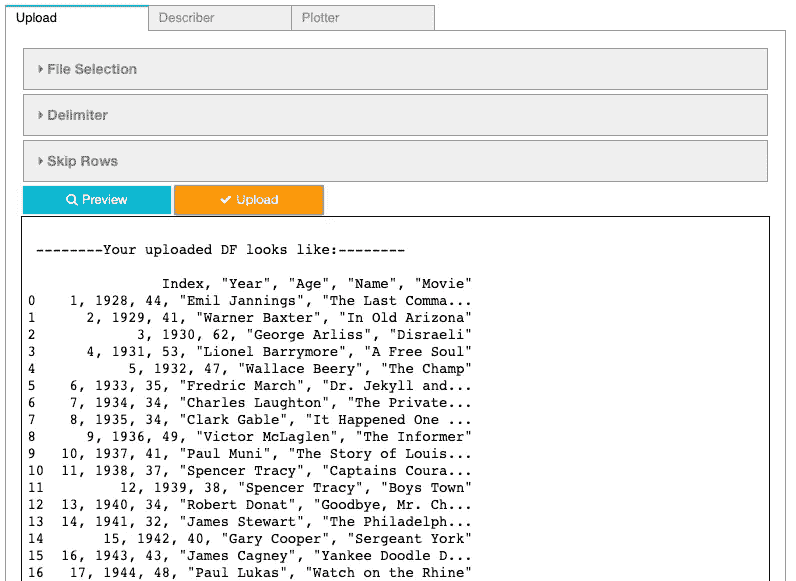 Upload Describer Plotter
File Selection
Delimiter
Skip Rows
Preview Upload
--------Your uploaded DF looks like:--------
Index, "Year", "Age", "Name", "Movie"
0 1, 1928, 44, "Emil Jannings", "The Last Comma...
1 2, 1929, 41, "Warner Baxter", "In Old Arizona"
2 3, 1930, 62, "George Arliss", "Disraeli"
3 4, 1931, 53, "Lionel Barrymore", "A Free Soul"
4 5, 1932, 47, "Wallace Beery", "The Champ"
5 6, 1933, 35, "Fredric March", "Dr. Jekyll and...
6 7, 1934, 34, "Charles Laughton", "The Private...
7 8, 1935, 34, "Clark Gable", "It Happened One ...
8 9, 1936, 49, "Victor McLaglen", "The Informer"
9 10, 1937, 41, "Paul Muni", "The Story of Louis...
10 11, 1938, 37, "Spencer Tracy", "Captains Coura...
11 12, 1939, 38, "Spencer Tracy", "Boys Town"
12 13, 1940, 34, "Robert Donat", "Goodbye, Mr. Ch...
13 14, 1941, 32, "James Stewart", "The Philadelph...
14 15, 1942, 40, "Gary Cooper", "Sergeant York"
15 16, 1943, 43, "James Cagney", "Yankee Doodle D...
16 17, 1944, 48, "Paul Lukas", "Watch on the Rhine"